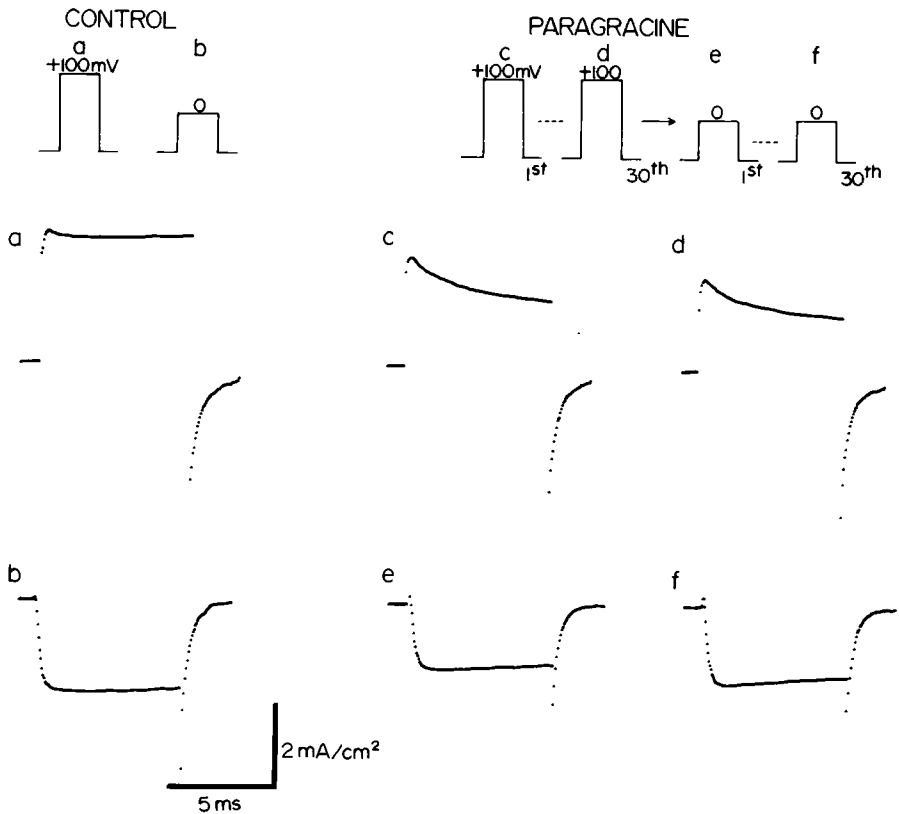 CONTROL
a
+100mV
b
0
PARAGRACINE
c
+100mV
d
+100
e
0
f
0
1st
30th
1st
30th
a
c
d
b
e
f
2 mA/cm²
5 ms